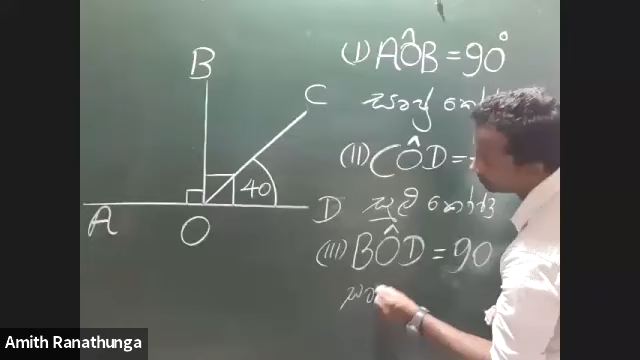 B
C
40
A
O
D
(I) AÔB = 90°
සෘජු කෝ
(II) CÔD =
සුළු කෝණ
(III) BÔD = 90
සෘ
Amith Ranathunga